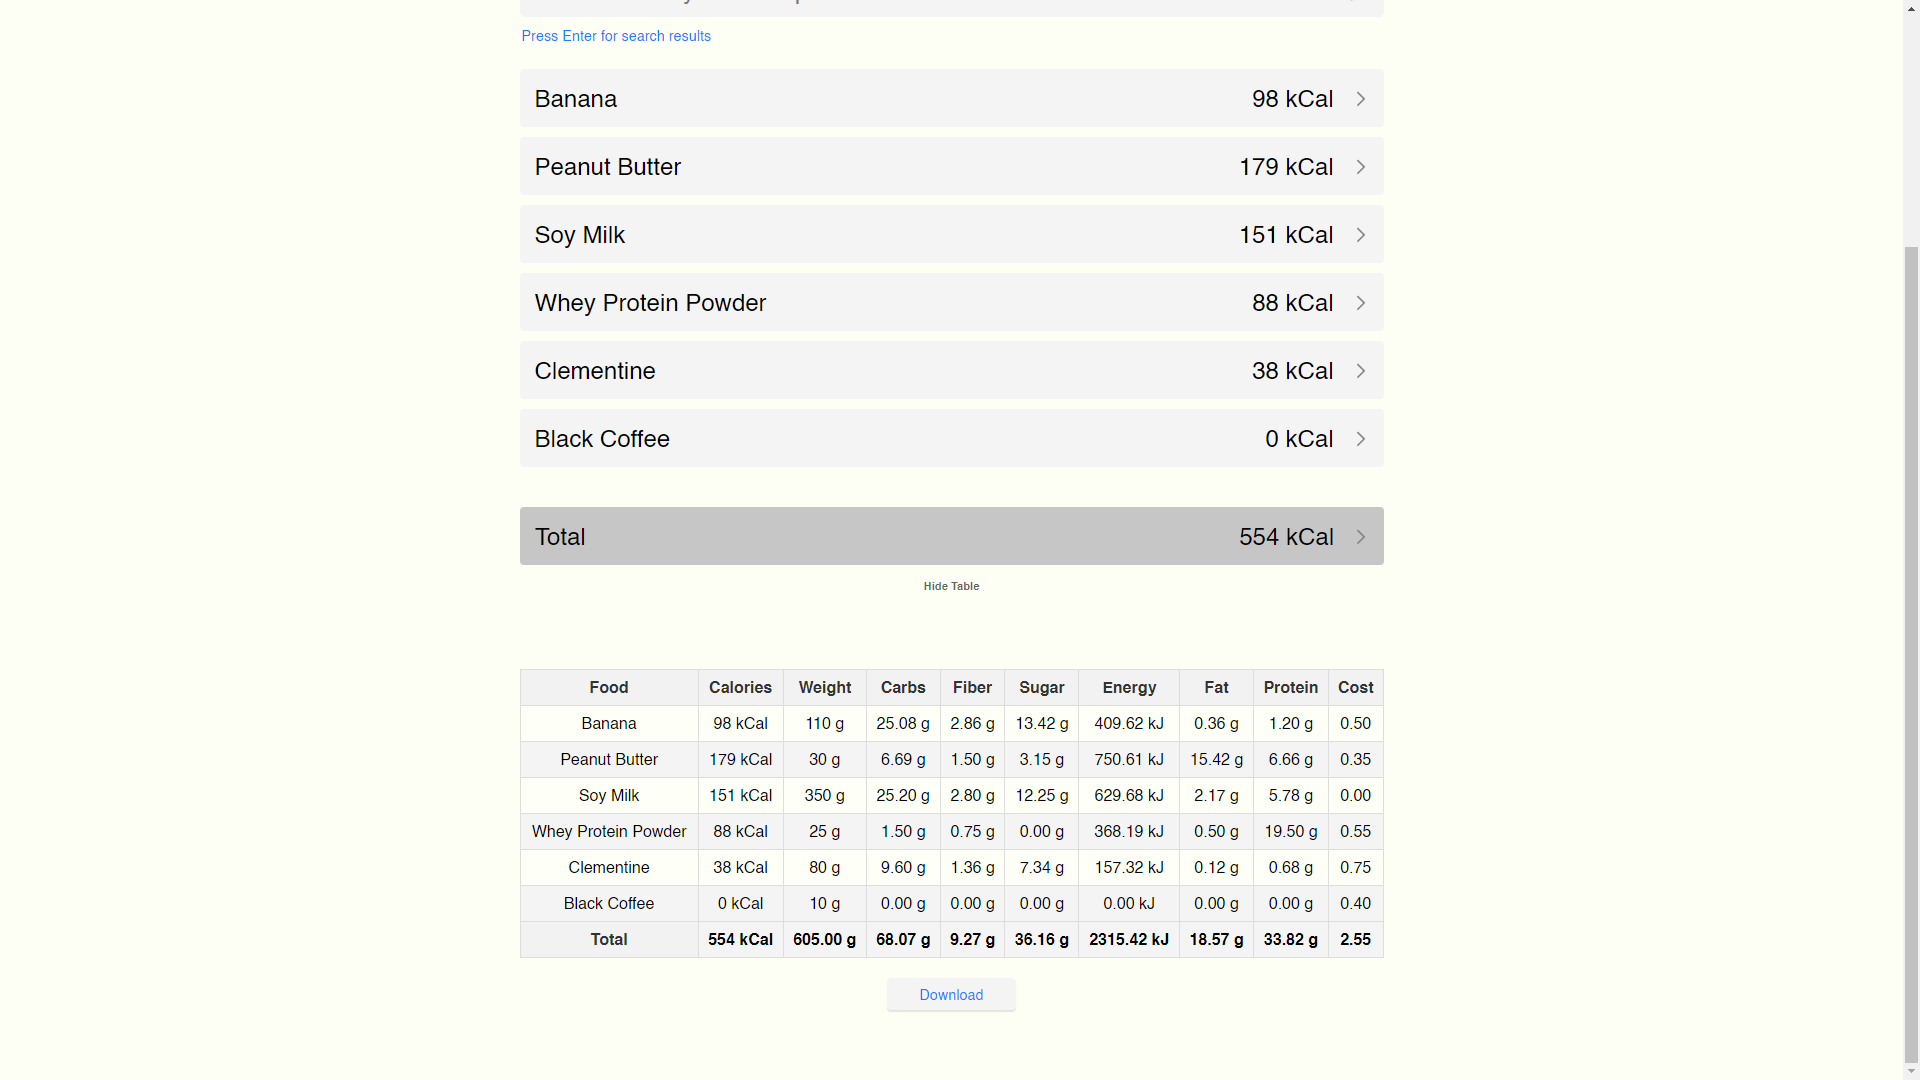 Press Enter for search results
Banana 98 kCal
Peanut Butter 179 kCal
Soy Milk 151 kCal
Whey Protein Powder 88 kCal
Clementine 38 kCal
Black Coffee 0 kCal
Total 554 kCal
Hide Table
Food Calories Weight Carbs Fiber Sugar Energy Fat Protein Cost
Banana 98 kCal 110 g 25.08 g 2.86 g 13.42 g 409.62 kJ 0.36 g 1.20 g 0.50
Peanut Butter 179 kCal 30 g 6.69 g 1.50 g 3.15 g 750.61 kJ 15.42 g 6.66 g 0.35
Soy Milk 151 kCal 350 g 25.20 g 2.80 g 12.25 g 629.68 kJ 2.17 g 5.78 g 0.00
Whey Protein Powder 88 kCal 25 g 1.50 g 0.75 g 0.00 g 368.19 kJ 0.50 g 19.50 g 0.55
Clementine 38 kCal 80 g 9.60 g 1.36 g 7.34 g 157.32 kJ 0.12 g 0.68 g 0.75
Black Coffee 0 kCal 10 g 0.00 g 0.00 g 0.00 g 0.00 kJ 0.00 g 0.00 g 0.40
Total 554 kCal 605.00 g 68.07 g 9.27 g 36.16 g 2315.42 kJ 18.57 g 33.82 g 2.55
Download